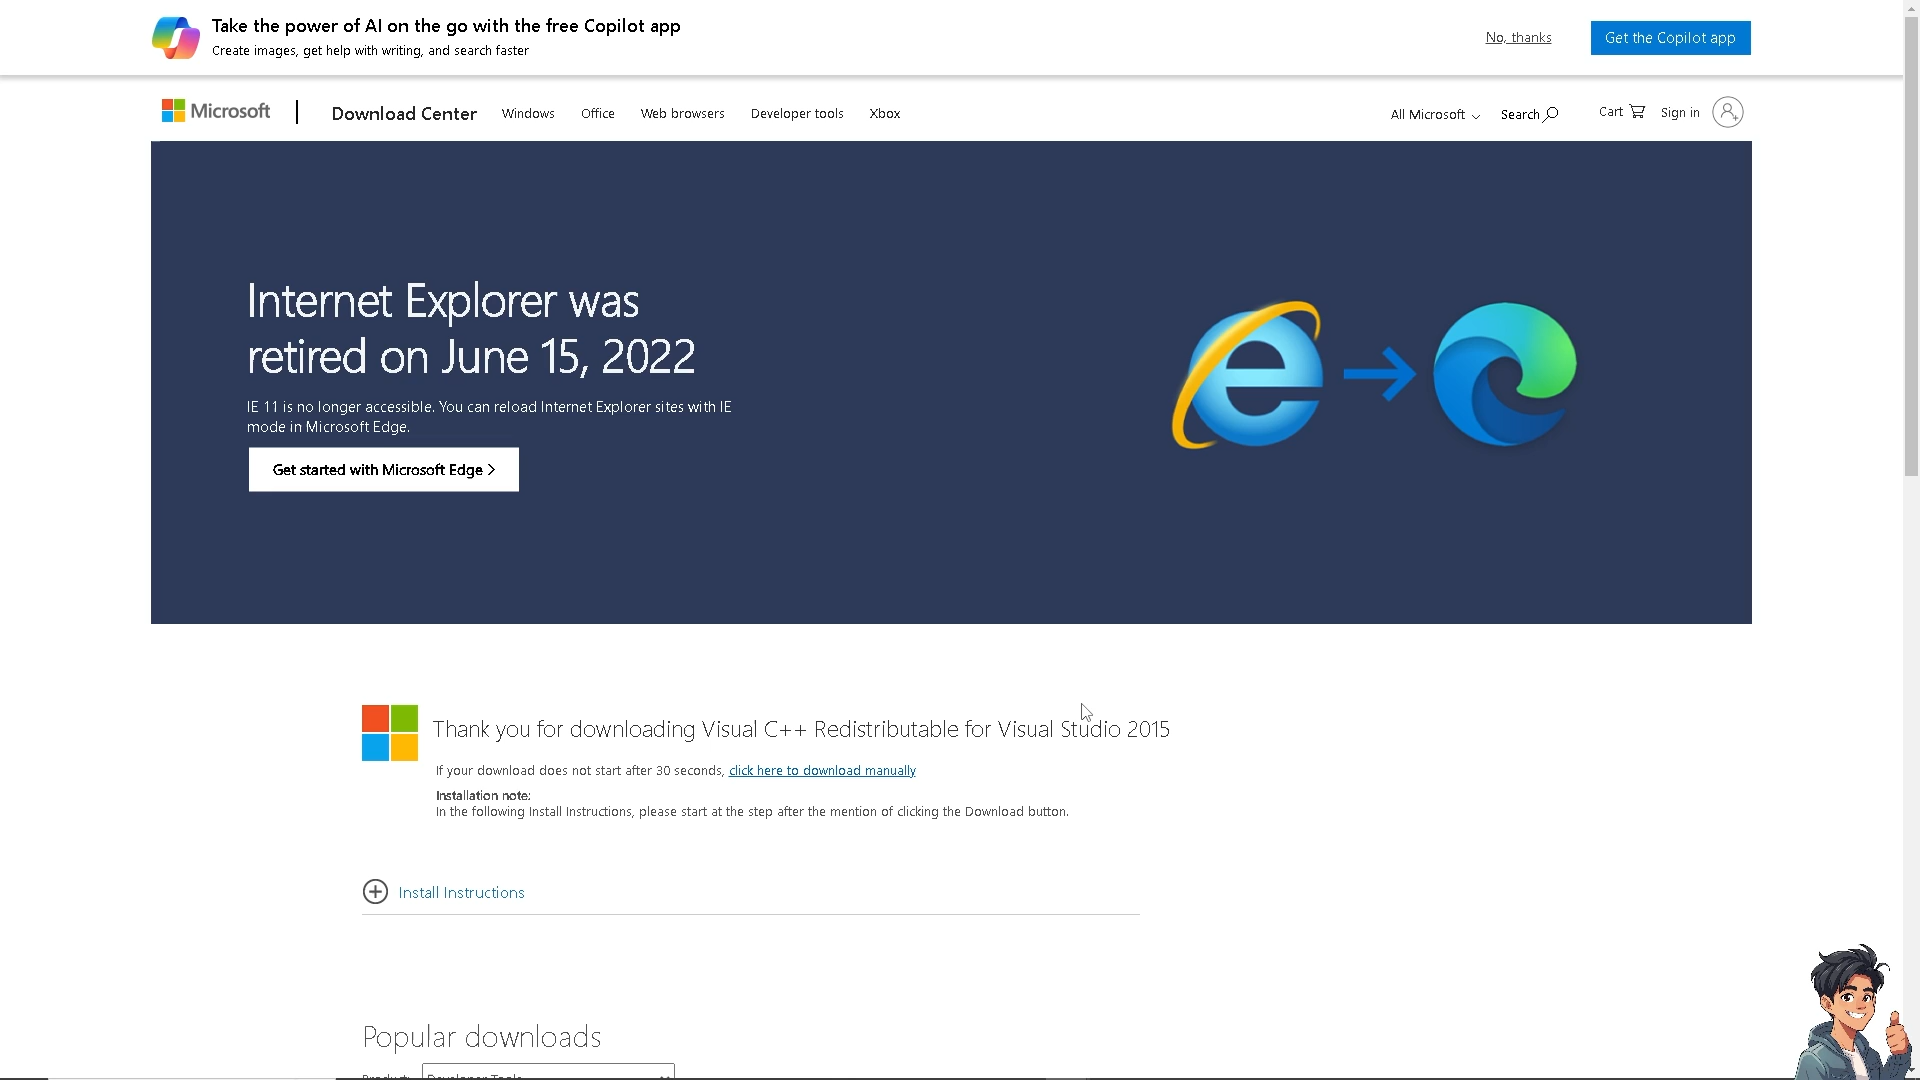 Take the power of AI on the go with the free Copilot app
Create images, get help with writing, and search faster
No, thanks
Get the Copilot app
Microsoft
Download Center
Windows
Office
Web browsers
Developer tools
Xbox
All Microsoft
Search
Cart
Sign in
Internet Explorer was
retired on June 15, 2022
IE 11 is no longer accessible. You can reload Internet Explorer sites with IE
mode in Microsoft Edge.
Get started with Microsoft Edge >
Thank you for downloading Visual C++ Redistributable for Visual Studio 2015
If your download does not start after 30 seconds, click here to download manually
Installation note:
In the following Install Instructions, please start at the step after the mention of clicking the Download button.
Install Instructions
Popular downloads